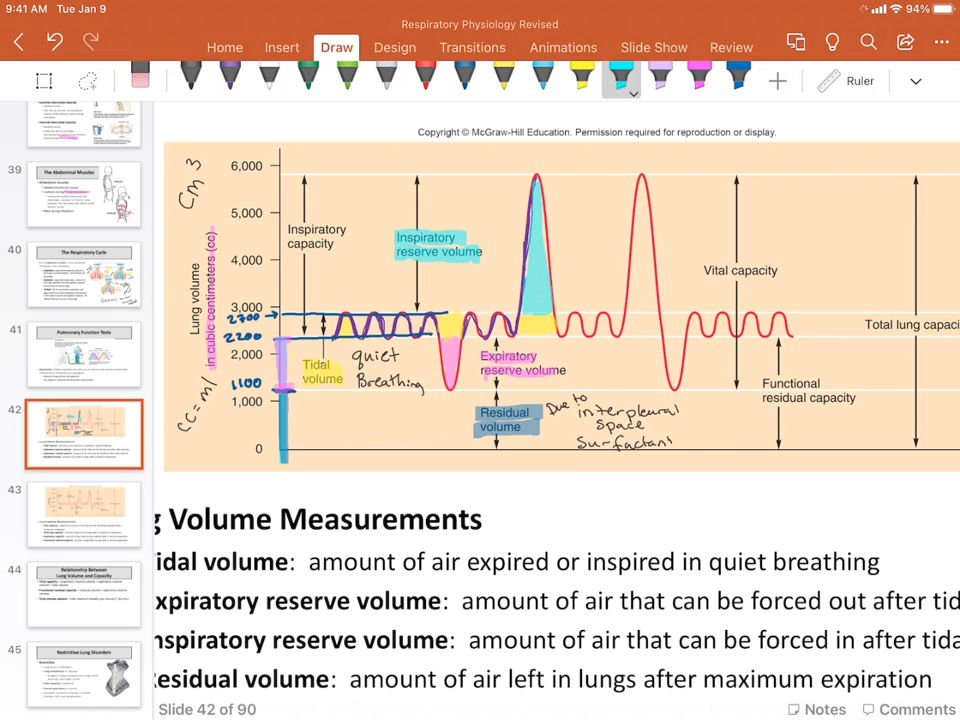 9:41 AM Tue Jan 9
94%
Respiratory Physiology Revised
Home Insert Draw Design Transitions Animations Slide Show Review
Ruler
39
The Abdominal Muscles
40
The Respiratory Cycle
41
Pulmonary Function Tests
42
43
44
Relationship Between
Lung Volume and Capacity
45
Restrictive Lung Disorders
Copyright © McGraw-Hill Education. Permission required for reproduction or display.
cm 3
Lung volume
in cubic centimeters (cc)
cc = ml
6,000
5,000
4,000
3,000
2700
2200
2,000
1100
1,000
0
Inspiratory
capacity
Inspiratory
reserve volume
Vital capacity
Total lung capaci
Tidal
volume
quiet
Breathing
Expiratory
reserve volume
Functional
residual capacity
Residual
volume
Due to
interpleural
space
surfactant
g Volume Measurements
idal volume: amount of air expired or inspired in quiet breathing
xpiratory reserve volume: amount of air that can be forced out after tid
nspiratory reserve volume: amount of air that can be forced in after tida
Residual volume: amount of air left in lungs after maximum expiration
Slide 42 of 90
Notes Comments